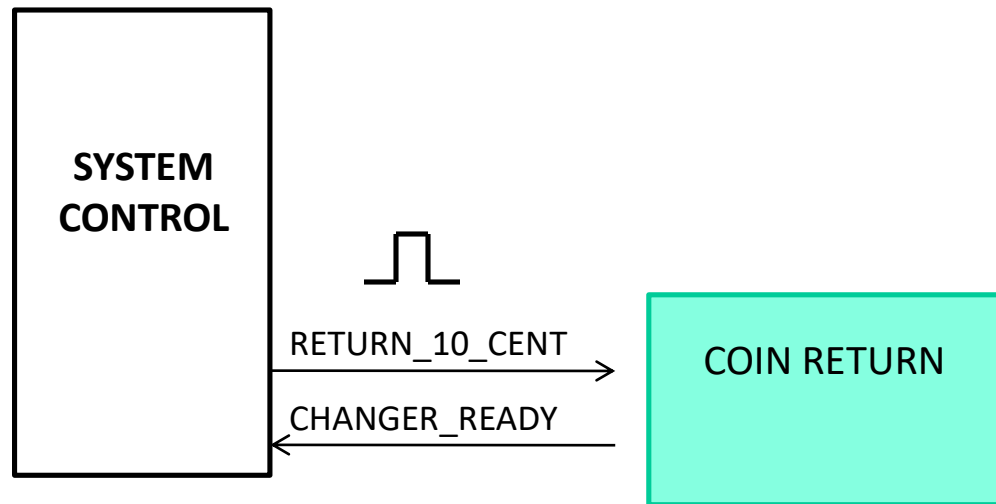 SYSTEM
CONTROL
RETURN_10_CENT
COIN RETURN
CHANGER_READY